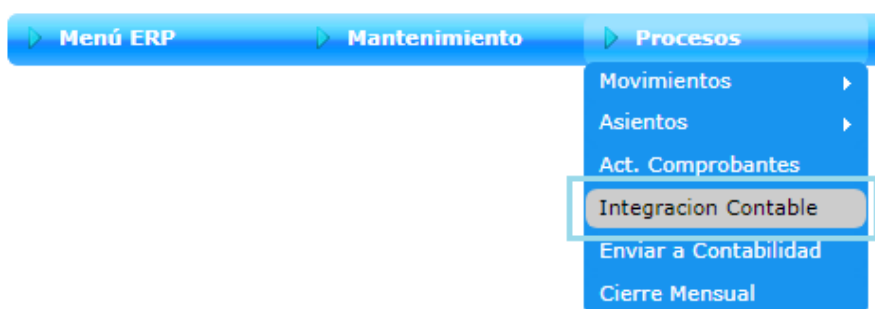 Menú ERP Mantenimiento Procesos
Movimientos
Asientos
Act. Comprobantes
Integracion Contable
Enviar a Contabilidad
Cierre Mensual